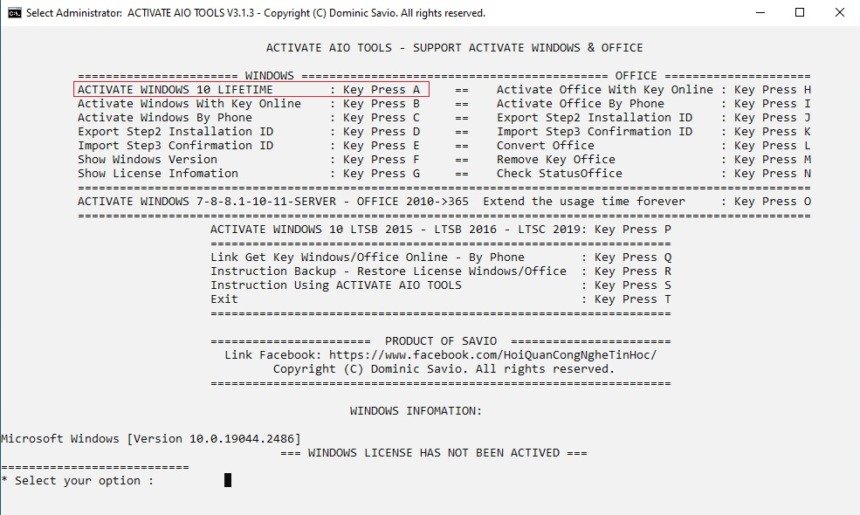 Select Administrator: ACTIVATE AIO TOOLS V3.1.3 - Copyright (C) Dominic Savio. All rights reserved.
ACTIVATE AIO TOOLS - SUPPORT ACTIVATE WINDOWS & OFFICE
======================= WINDOWS ============================================ OFFICE =====================
ACTIVATE WINDOWS 10 LIFETIME : Key Press A == Activate Office With Key Online : Key Press H
Activate Windows With Key Online : Key Press B == Activate Office By Phone : Key Press I
Activate Windows By Phone : Key Press C == Export Step2 Installation ID : Key Press J
Export Step2 Installation ID : Key Press D == Import Step3 Confirmation ID : Key Press K
Import Step3 Confirmation ID : Key Press E == Convert Office : Key Press L
Show Windows Version : Key Press F == Remove Key Office : Key Press M
Show License Infomation : Key Press G == Check StatusOffice : Key Press N
=========================================================================================================
ACTIVATE WINDOWS 7-8-8.1-10-11-SERVER - OFFICE 2010->365 Extend the usage time forever : Key Press O
=========================================================================================================
ACTIVATE WINDOWS 10 LTSB 2015 - LTSB 2016 - LTSC 2019: Key Press P
==================================================================
Link Get Key Windows/Office Online - By Phone : Key Press Q
Instruction Backup - Restore License Windows/Office : Key Press R
Instruction Using ACTIVATE AIO TOOLS : Key Press S
Exit : Key Press T
==================================================================
======================= PRODUCT OF SAVIO =======================
Link Facebook: https://www.facebook.com/HoiQuanCongNgheTinHoc/
Copyright (C) Dominic Savio. All rights reserved.
==================================================================
WINDOWS INFOMATION:
Microsoft Windows [Version 10.0.19044.2486]
=== WINDOWS LICENSE HAS NOT BEEN ACTIVED ===
===========================
* Select your option :